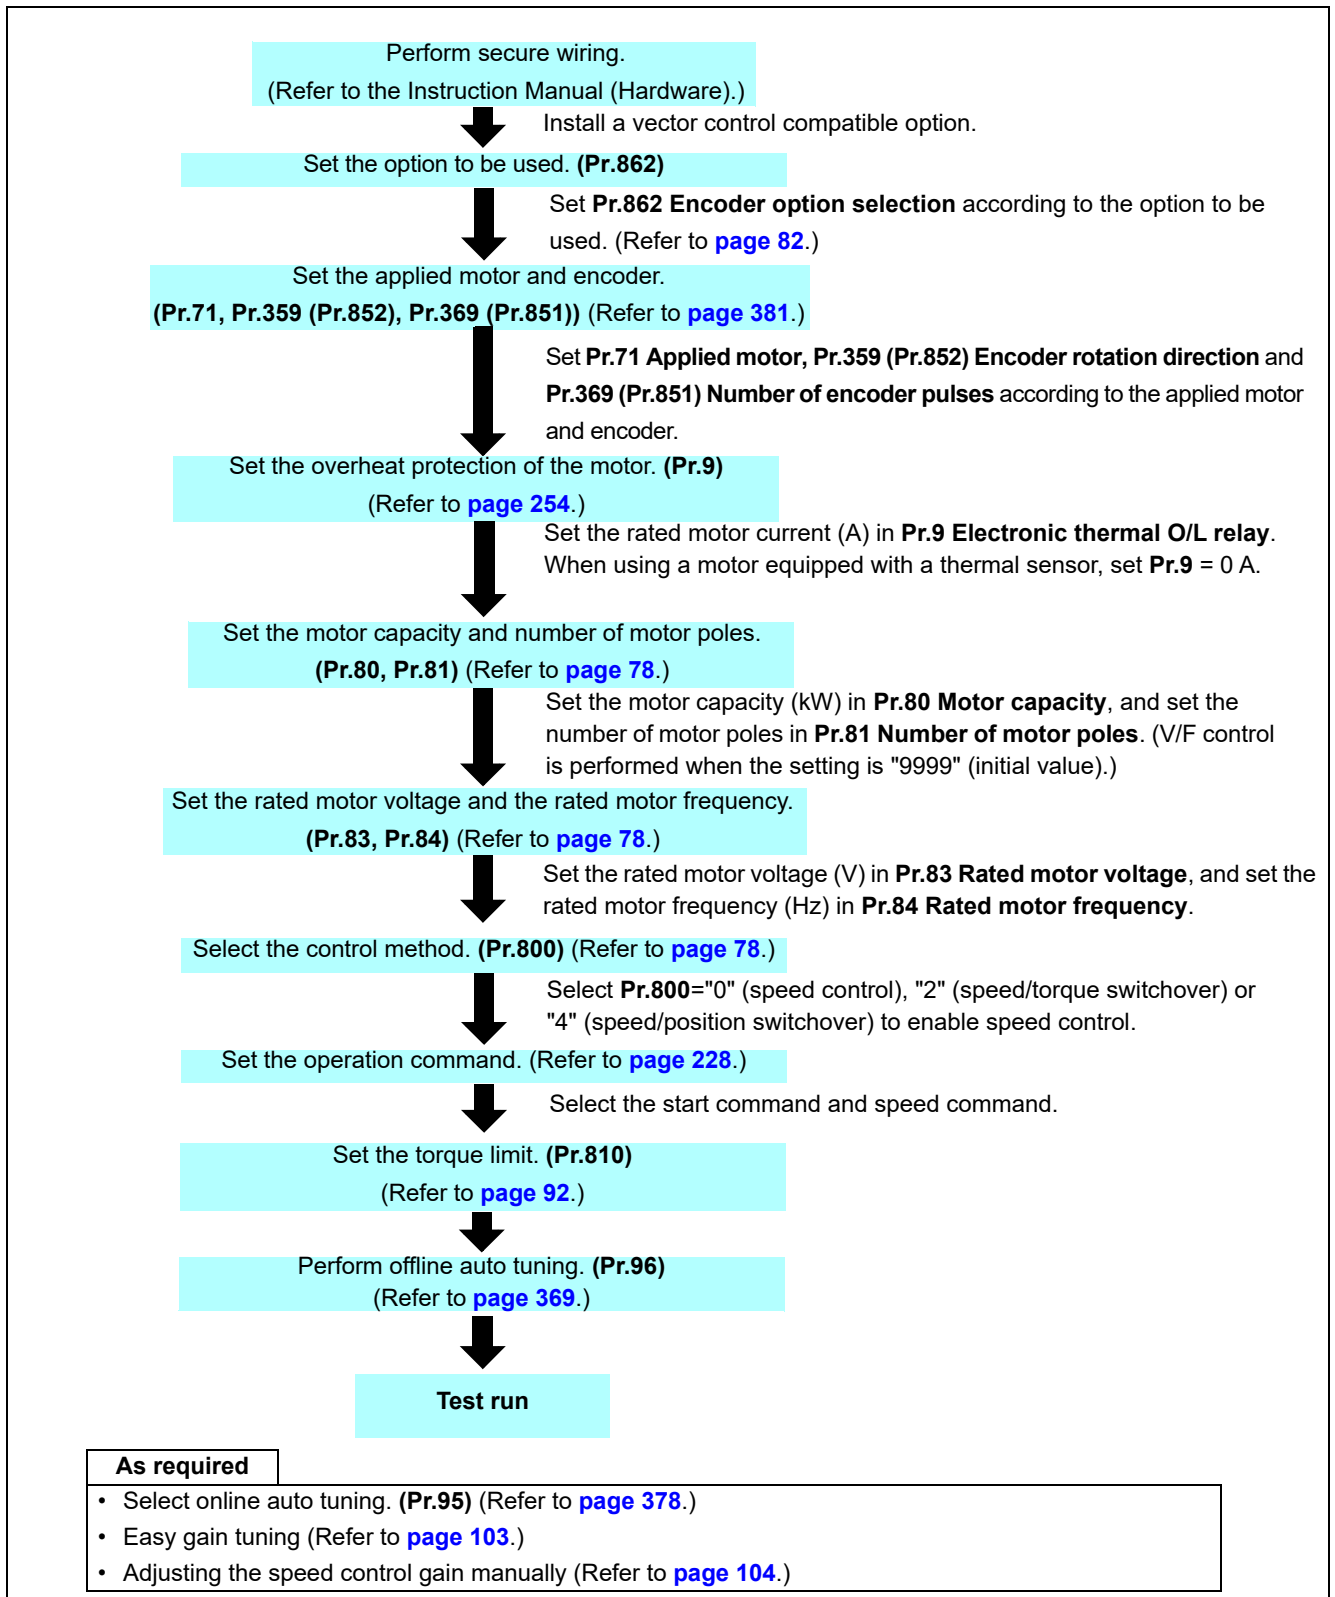 Perform secure wiring.
(Refer to the Instruction Manual (Hardware).)
Install a vector control compatible option.
Set the option to be used. (Pr.862)
Set Pr.862 Encoder option selection according to the option to be
used. (Refer to page 82.)
Set the applied motor and encoder.
(Pr.71, Pr.359 (Pr.852), Pr.369 (Pr.851)) (Refer to page 381.)
Set Pr.71 Applied motor, Pr.359 (Pr.852) Encoder rotation direction and
Pr.369 (Pr.851) Number of encoder pulses according to the applied motor
and encoder.
Set the overheat protection of the motor. (Pr.9)
(Refer to page 254.)
Set the rated motor current (A) in Pr.9 Electronic thermal O/L relay.
When using a motor equipped with a thermal sensor, set Pr.9 = 0 A.
Set the motor capacity and number of motor poles.
(Pr.80, Pr.81) (Refer to page 78.)
Set the motor capacity (kW) in Pr.80 Motor capacity, and set the
number of motor poles in Pr.81 Number of motor poles. (V/F control
is performed when the setting is "9999" (initial value).)
Set the rated motor voltage and the rated motor frequency.
(Pr.83, Pr.84) (Refer to page 78.)
Set the rated motor voltage (V) in Pr.83 Rated motor voltage, and set the
rated motor frequency (Hz) in Pr.84 Rated motor frequency.
Select the control method. (Pr.800) (Refer to page 78.)
Select Pr.800="0" (speed control), "2" (speed/torque switchover) or
"4" (speed/position switchover) to enable speed control.
Set the operation command. (Refer to page 228.)
Select the start command and speed command.
Set the torque limit. (Pr.810)
(Refer to page 92.)
Perform offline auto tuning. (Pr.96)
(Refer to page 369.)
Test run
As required
• Select online auto tuning. (Pr.95) (Refer to page 378.)
• Easy gain tuning (Refer to page 103.)
• Adjusting the speed control gain manually (Refer to page 104.)